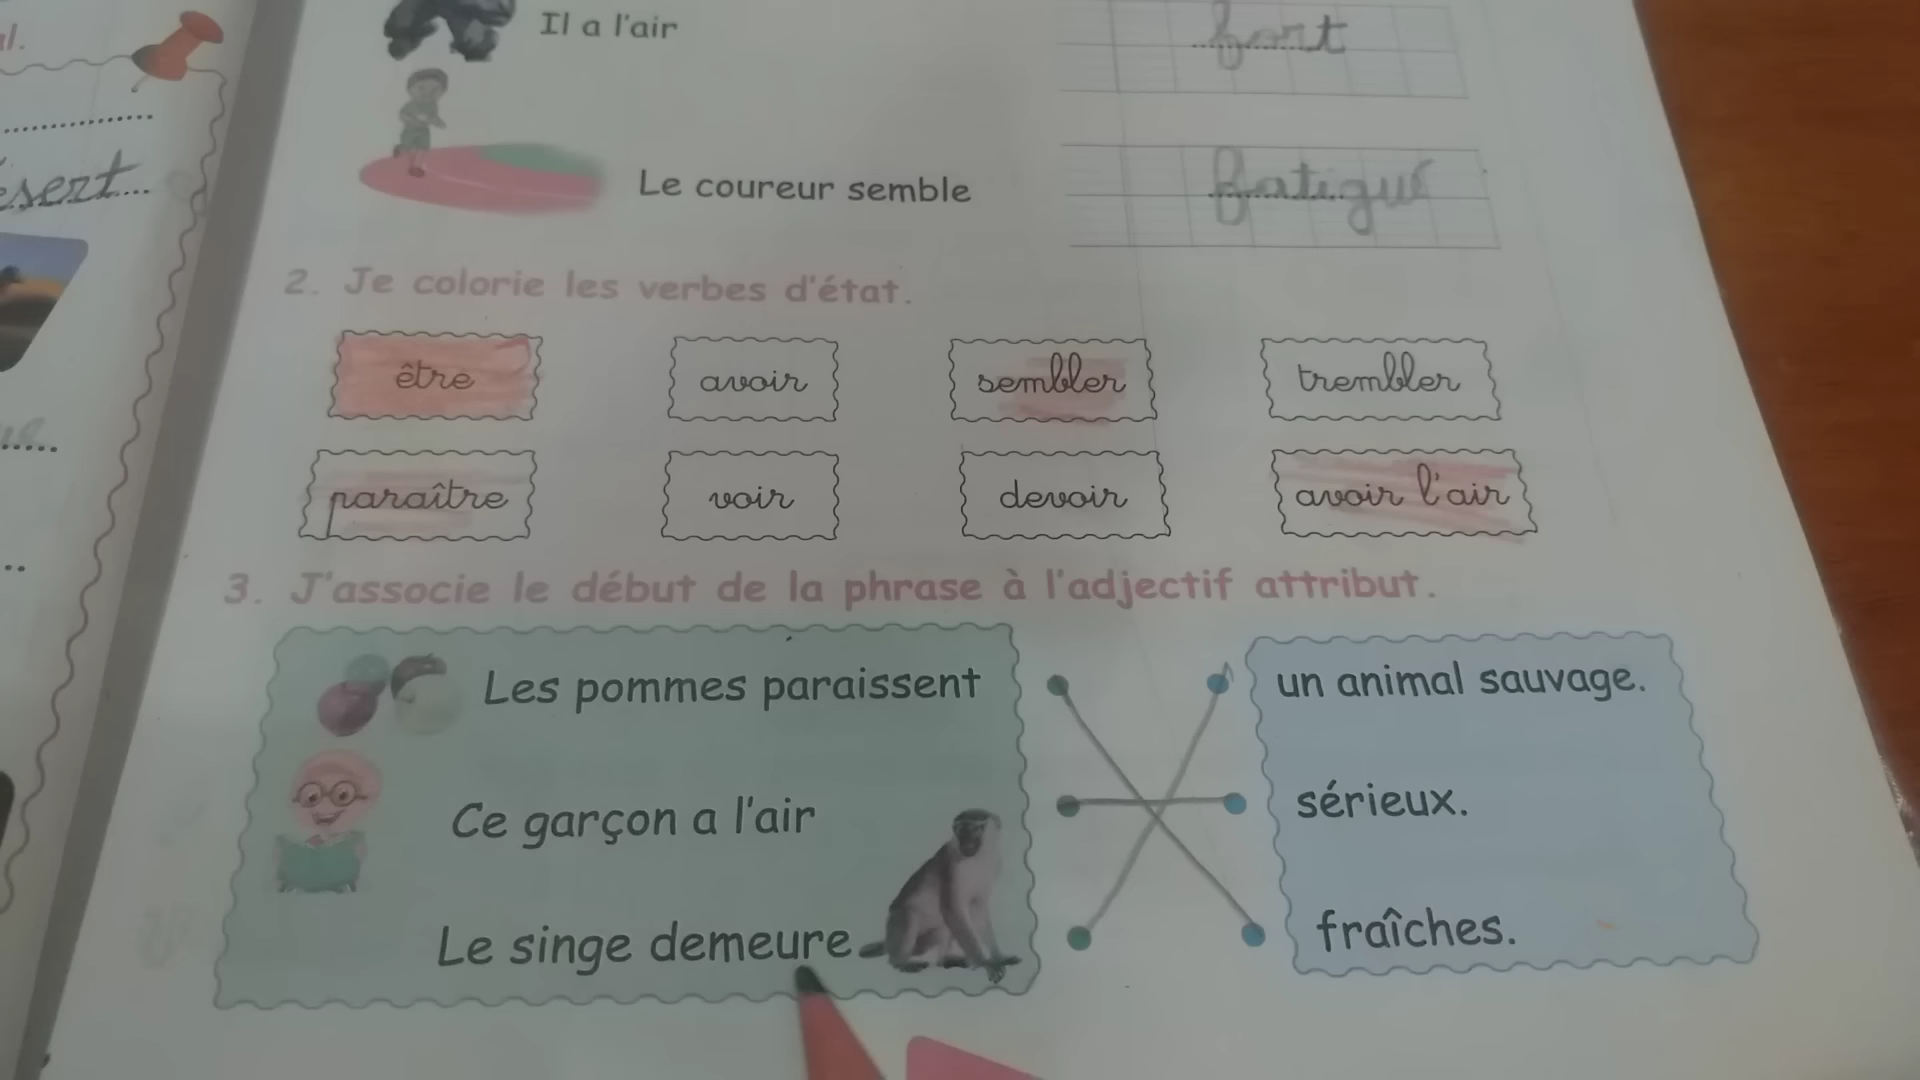 l.
Il a l'air fort
sert...
Le coureur semble fatigué
2. Je colorie les verbes d'état.
être avoir sembler trembler
paraître voir devoir avoir l'air
3. J'associe le début de la phrase à l'adjectif attribut.
Les pommes paraissent un animal sauvage.
Ce garçon a l'air sérieux.
Le singe demeure fraîches.